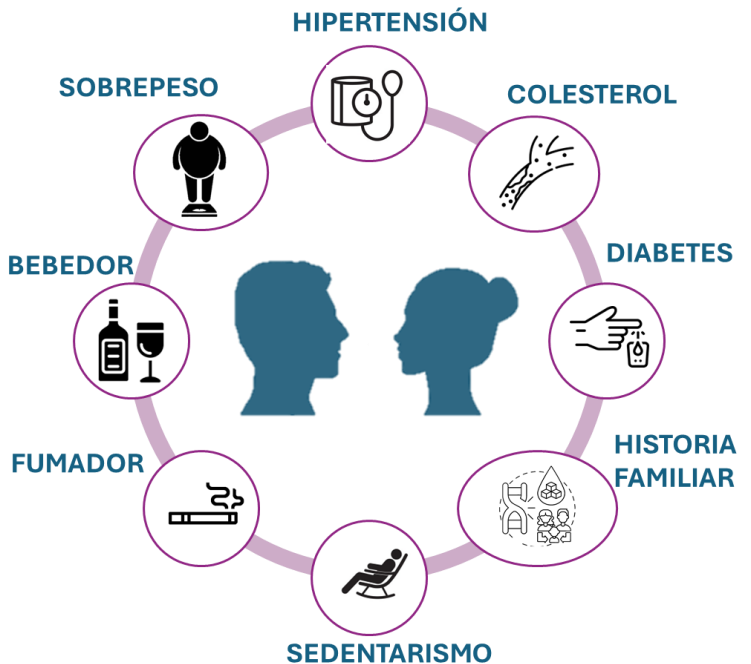 HIPERTENSIÓN
SOBREPESO
COLESTEROL
BEBEDOR
DIABETES
FUMADOR
HISTORIA
FAMILIAR
SEDENTARISMO